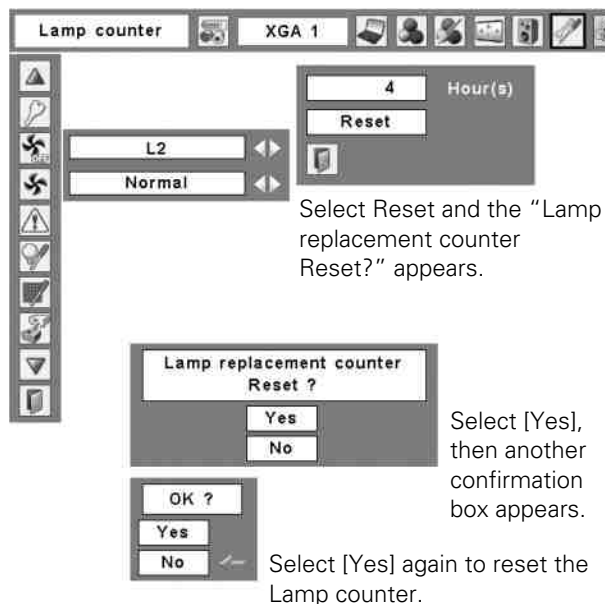 Lamp counter
XGA 1
4 Hour(s)
Reset
OFF
L2
Normal
Select Reset and the “Lamp
replacement counter
Reset?” appears.
Lamp replacement counter
Reset ?
Yes
No
Select [Yes],
then another
confirmation
box appears.
OK ?
Yes
No
Select [Yes] again to reset the
Lamp counter.